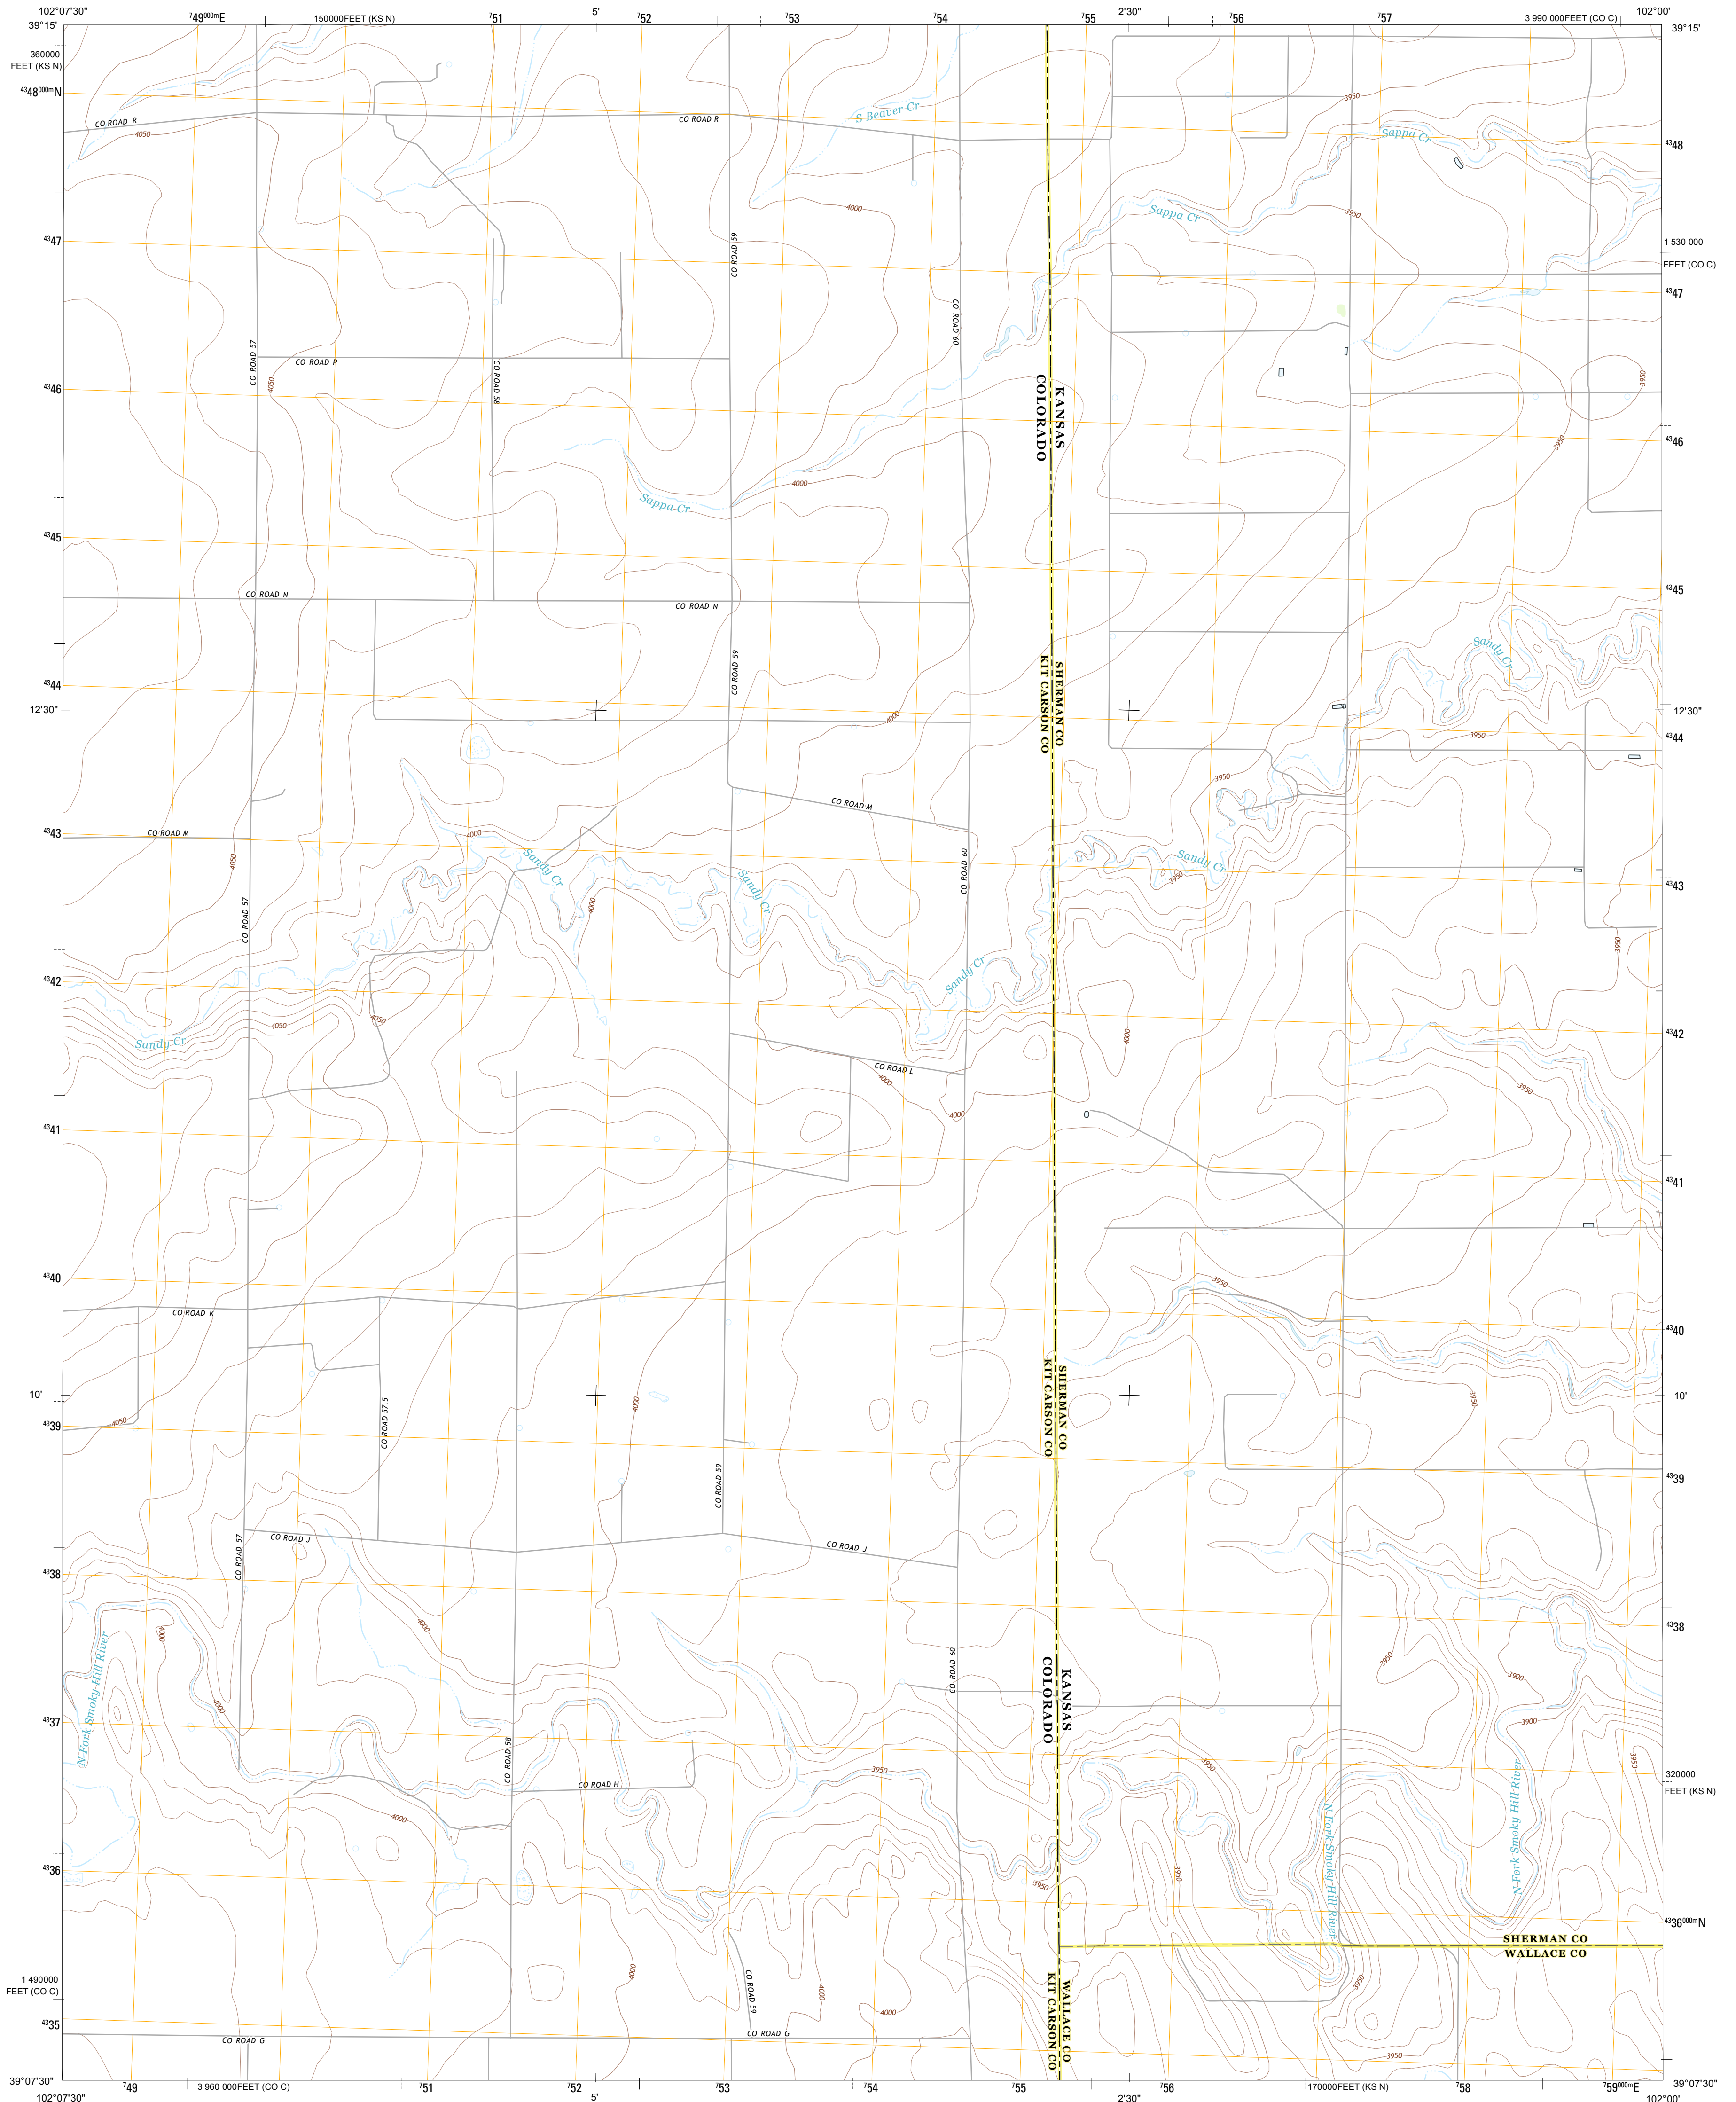 102°07'30"
749000mE
150000FEET (KS N)
751
5'
752
753
754
755
2'30"
756
757
3 990 000FEET (CO C)
102°00'
39°15'
39°15'
360000
FEET (KS N)
4348000mN
CO ROAD R
4050
CO ROAD R
S Beaver Cr
3950
Sappa Cr
4348
4000
Sappa Cr
3950
4347
CO ROAD 59
1 530 000
FEET (CO C)
4347
CO ROAD 60
CO ROAD 57
CO ROAD P
CO ROAD 58
4050
4346
KANSAS
COLORADO
3950
3950
4346
4000
Sappa Cr
4345
4345
CO ROAD N
CO ROAD N
Sandy Cr
CO ROAD 59
SHERMAN CO
KIT CARSON CO
4344
12'30"
4000
12'30"
3950
4344
3950
CO ROAD M
4343
CO ROAD M
4000
4050
Sandy Cr
Sandy Cr
CO ROAD 60
Sandy Cr
3950
4343
4000
CO ROAD 57
3950
4342
Sandy Cr
4050
4050
Sandy Cr
4000
4342
CO ROAD L
4000
3950
4000
4341
4341
4340
3950
CO ROAD K
4340
SHERMAN CO
KIT CARSON CO
10'
10'
4000
3950
4050
CO ROAD 57.5
4339
CO ROAD 59
4339
CO ROAD J
CO ROAD J
CO ROAD 57
4338
4000
4000
4338
N Fork Smoky Hill River
CO ROAD 60
KANSAS
COLORADO
3950
3900
4000
4337
3900
CO ROAD 58
3950
3950
3950
CO ROAD H
320000
FEET (KS N)
4000
N Fork Smoky Hill River
N Fork Smoky Hill River
4336
3950
3950
4336000mN
SHERMAN CO
WALLACE CO
1 490000
FEET (CO C)
CO ROAD 59
4000
4000
4000
3950
WALLACE CO
KIT CARSON CO
4335
CO ROAD G
CO ROAD G
3950
39°07'30"
39°07'30"
102°07'30"
749
3 960 000FEET (CO C)
751
752
5'
753
754
755
2'30"
756
170000FEET (KS N)
758
759000mE
102°00'